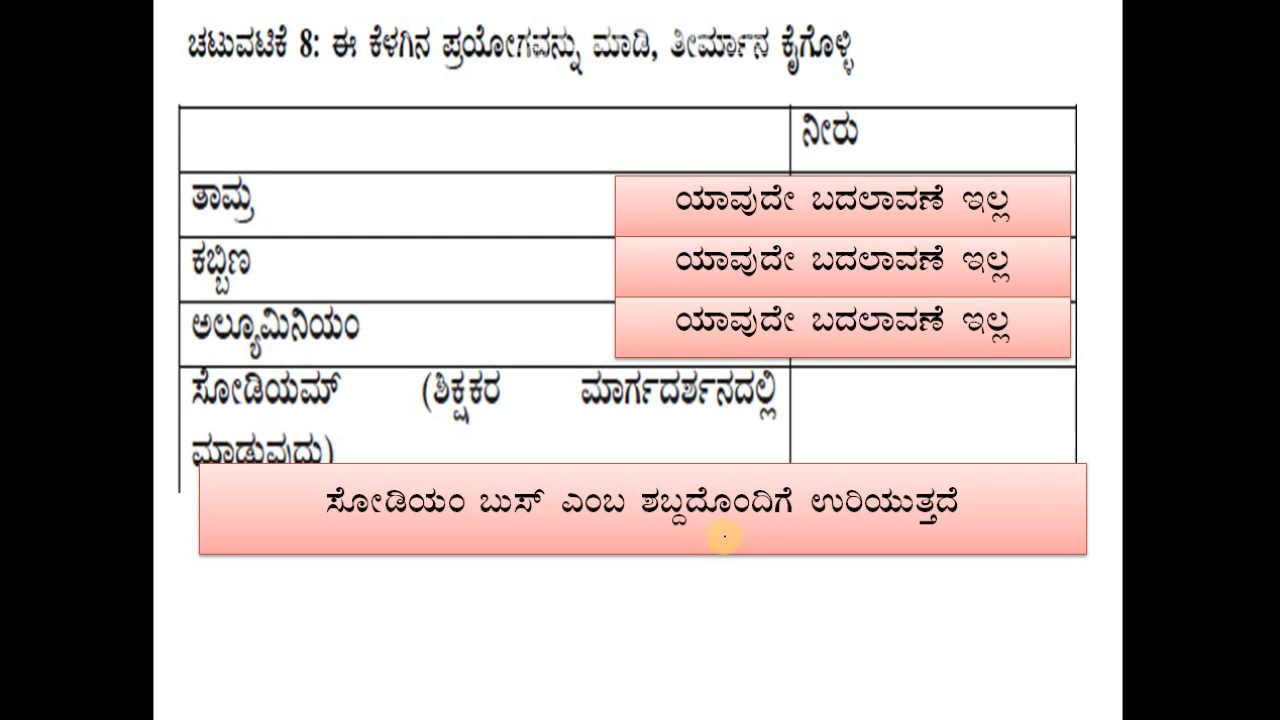 ಚಟುವಟಿಕೆ 8: ಈ ಕೆಳಗಿನ ಪ್ರಯೋಗವನ್ನು ಮಾಡಿ, ತೀರ್ಮಾನ ಕೈಗೊಳ್ಳಿ
ನೀರು
ತಾಮ್ರ ಯಾವುದೇ ಬದಲಾವಣೆ ಇಲ್ಲ
ಕಬ್ಬಿಣ ಯಾವುದೇ ಬದಲಾವಣೆ ಇಲ್ಲ
ಅಲ್ಯೂಮಿನಿಯಂ ಯಾವುದೇ ಬದಲಾವಣೆ ಇಲ್ಲ
ಸೋಡಿಯಮ್ (ಶಿಕ್ಷಕರ ಮಾರ್ಗದರ್ಶನದಲ್ಲಿ
ಮಾಡುವುದು)
ಸೋಡಿಯಂ ಬುಸ್ ಎಂಬ ಶಬ್ದದೊಂದಿಗೆ ಉರಿಯುತ್ತದೆ